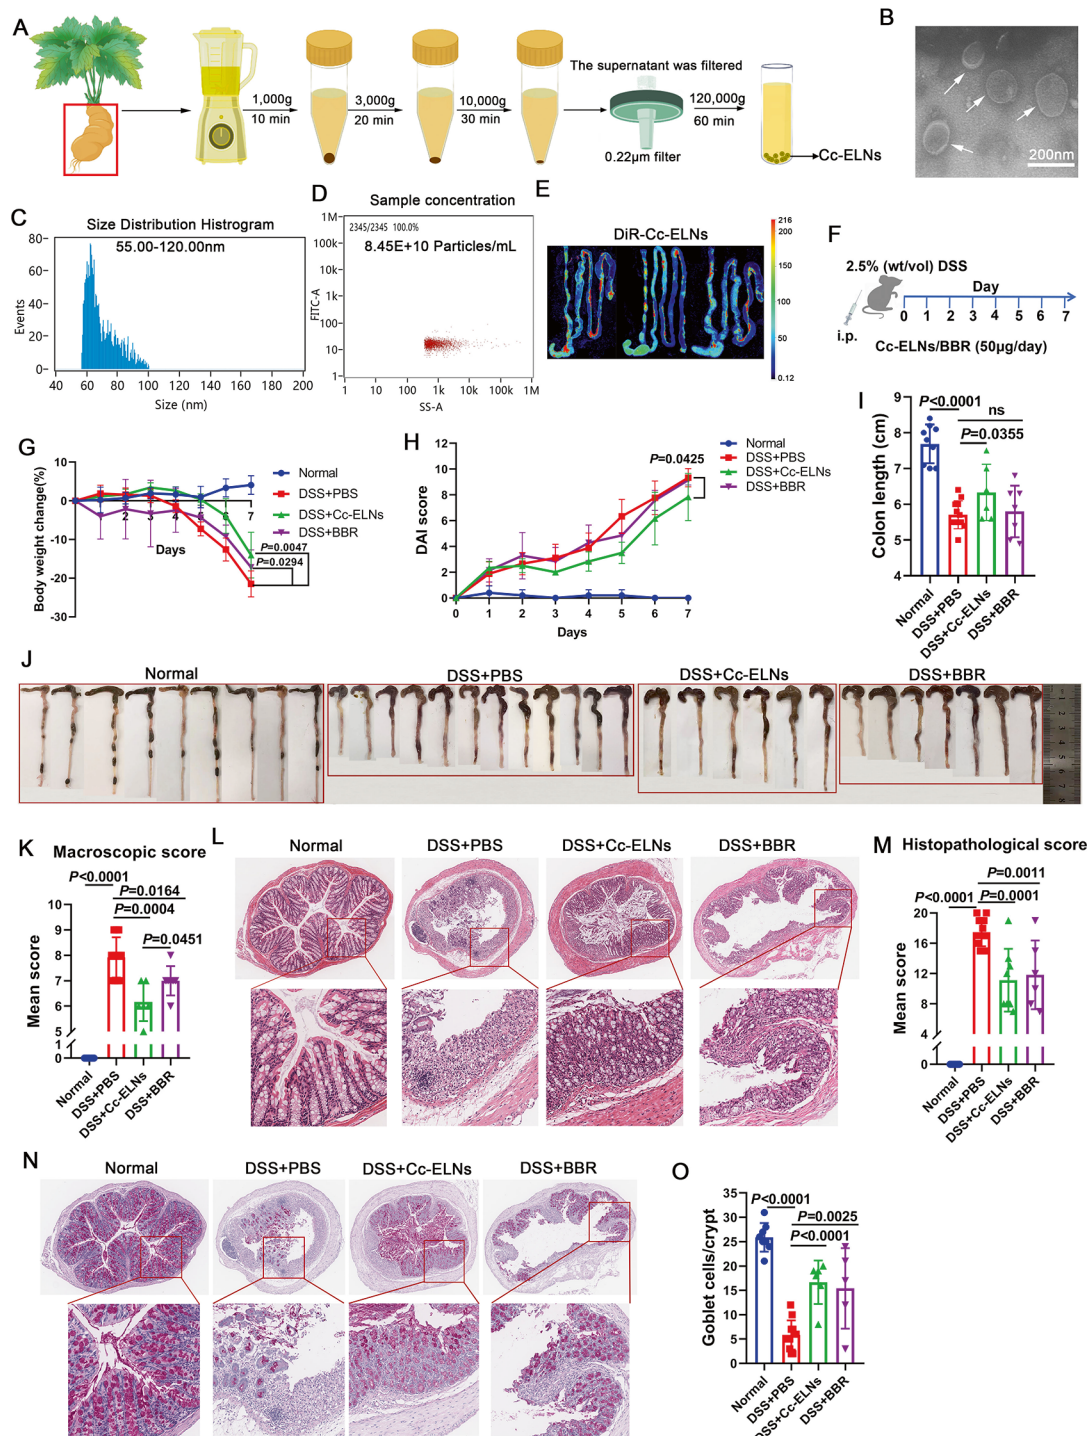 A
1,000g
10 min
3,000g
20 min
10,000g
30 min
The supernatant was filtered
0.22μm filter
120,000g
60 min
Cc-ELNs
B
200nm
C
Size Distribution Histrogram
55.00-120.00nm
Events
80
60
40
20
0
40 60 80 100 120 140 160 180 200
Size (nm)
D
Sample concentration
2345/2345 100.0%
8.45E+10 Particles/mL
FITC-A
1M
100k
10k
1k
100
10
1
1 10 100 1k 10k 100k 1M
SS-A
E
DiR-Cc-ELNs
216
200
150
100
50
0.12
F
2.5% (wt/vol) DSS
i.p.
Day
0 1 2 3 4 5 6 7
Cc-ELNs/BBR (50μg/day)
G
Body weight change(%)
10
0
-10
-20
-30
2 3 4 5 6 7
Days
Normal
DSS+PBS
DSS+Cc-ELNs
DSS+BBR
P=0.0047
P=0.0294
H
DAI score
12
10
8
6
4
2
0
0 1 2 3 4 5 6 7
Days
Normal
DSS+PBS
DSS+Cc-ELNs
DSS+BBR
P=0.0425
I
Colon length (cm)
9
8
7
6
5
4
P<0.0001
ns
P=0.0355
Normal
DSS+PBS
DSS+Cc-ELNs
DSS+BBR
J
Normal
DSS+PBS
DSS+Cc-ELNs
DSS+BBR
1
2
3
4
5
6
7
K
Macroscopic score
P<0.0001
P=0.0164
P=0.0004
P=0.0451
Mean score
10
9
8
7
6
5
1
0
Normal
DSS+PBS
DSS+Cc-ELNs
DSS+BBR
L
Normal
DSS+PBS
DSS+Cc-ELNs
DSS+BBR
M
Histopathological score
P=0.0011
P<0.0001
P=0.0001
Mean score
20
16
12
8
4
0
Normal
DSS+PBS
DSS+Cc-ELNs
DSS+BBR
N
Normal
DSS+PBS
DSS+Cc-ELNs
DSS+BBR
O
Goblet cells/crypt
35
30
25
20
15
10
5
0
P<0.0001
P=0.0025
P<0.0001
Normal
DSS+PBS
DSS+Cc-ELNs
DSS+BBR